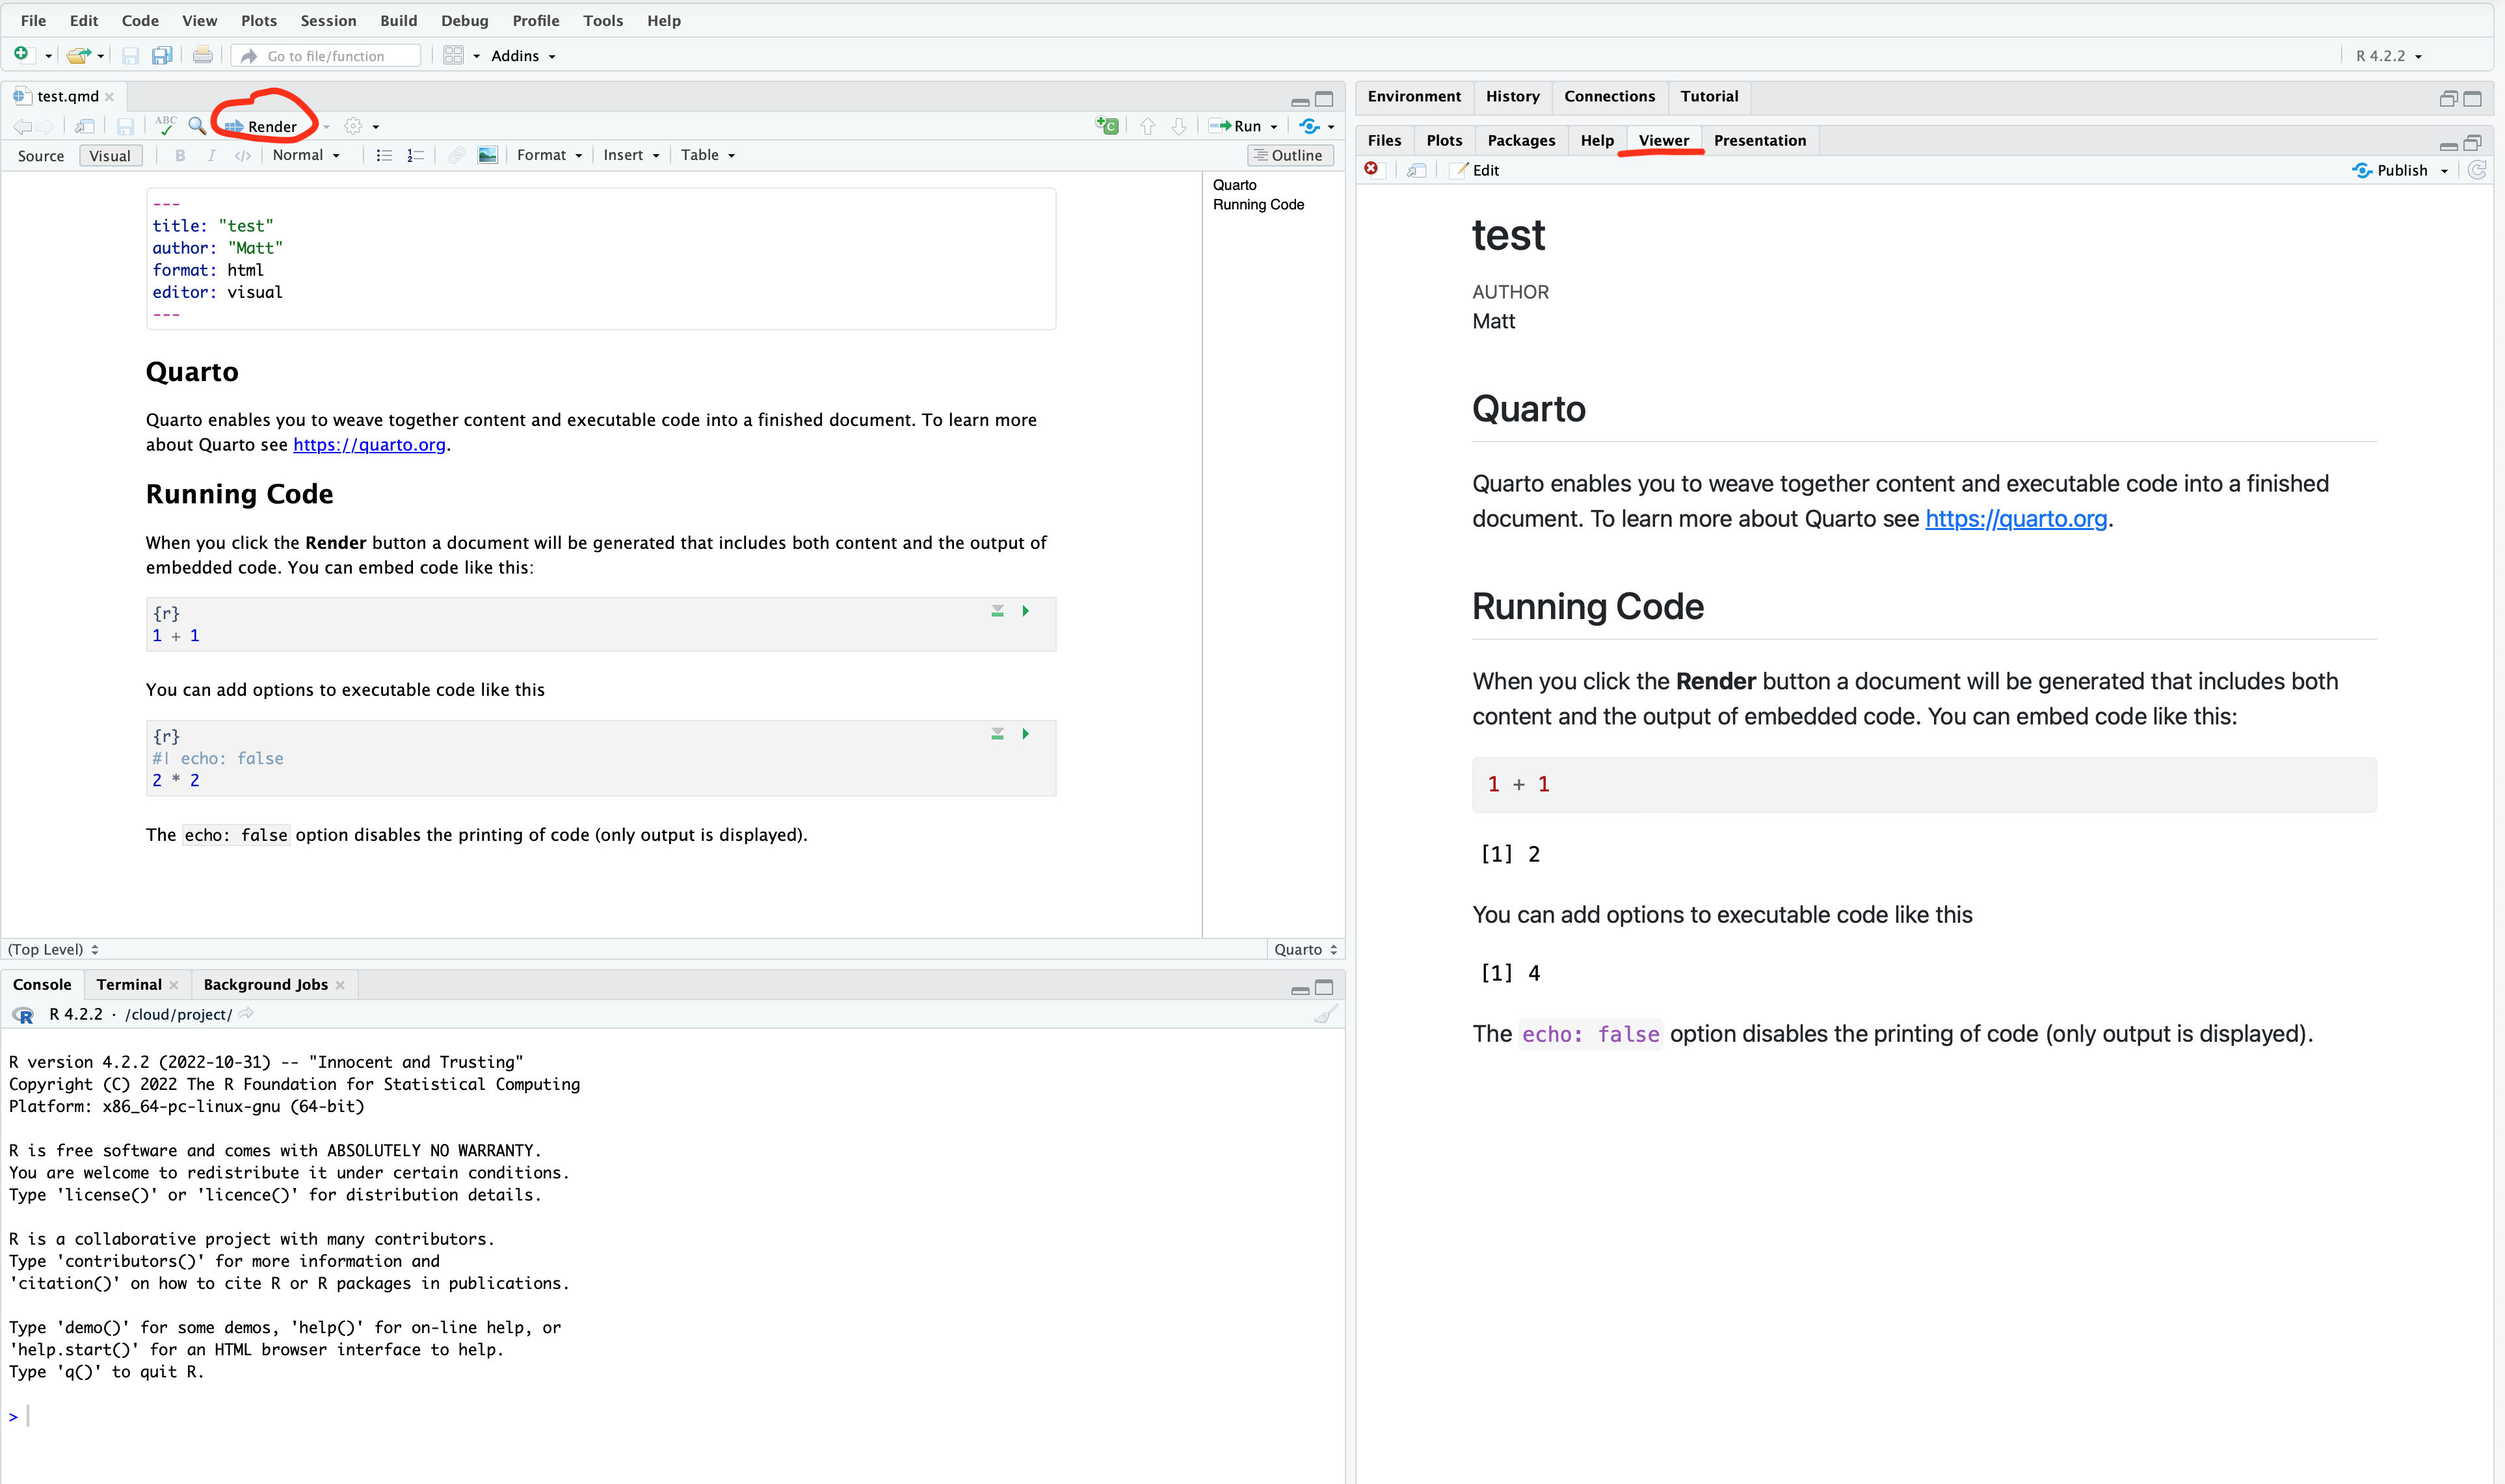 File Edit Code View Plots Session Build Debug Profile Tools Help
Go to file/function Addins R 4.2.2
test.qmd
ABC Render C Run
Source Visual B I </> Normal Format Insert Table Outline
---
title: "test"
author: "Matt"
format: html
editor: visual
---
Quarto
Quarto enables you to weave together content and executable code into a finished document. To learn more
about Quarto see https://quarto.org.
Running Code
When you click the Render button a document will be generated that includes both content and the output of
embedded code. You can embed code like this:
{r}
1 + 1
You can add options to executable code like this
{r}
#| echo: false
2 * 2
The echo: false option disables the printing of code (only output is displayed).
Quarto
Running Code
(Top Level) Quarto
Console Terminal Background Jobs
R R 4.2.2 · /cloud/project/
R version 4.2.2 (2022-10-31) -- "Innocent and Trusting"
Copyright (C) 2022 The R Foundation for Statistical Computing
Platform: x86_64-pc-linux-gnu (64-bit)
R is free software and comes with ABSOLUTELY NO WARRANTY.
You are welcome to redistribute it under certain conditions.
Type 'license()' or 'licence()' for distribution details.
R is a collaborative project with many contributors.
Type 'contributors()' for more information and
'citation()' on how to cite R or R packages in publications.
Type 'demo()' for some demos, 'help()' for on-line help, or
'help.start()' for an HTML browser interface to help.
Type 'q()' to quit R.
>
Environment History Connections Tutorial
Files Plots Packages Help Viewer Presentation
Edit Publish
test
AUTHOR
Matt
Quarto
Quarto enables you to weave together content and executable code into a finished
document. To learn more about Quarto see https://quarto.org.
Running Code
When you click the Render button a document will be generated that includes both
content and the output of embedded code. You can embed code like this:
1 + 1
[1] 2
You can add options to executable code like this
[1] 4
The echo: false option disables the printing of code (only output is displayed).